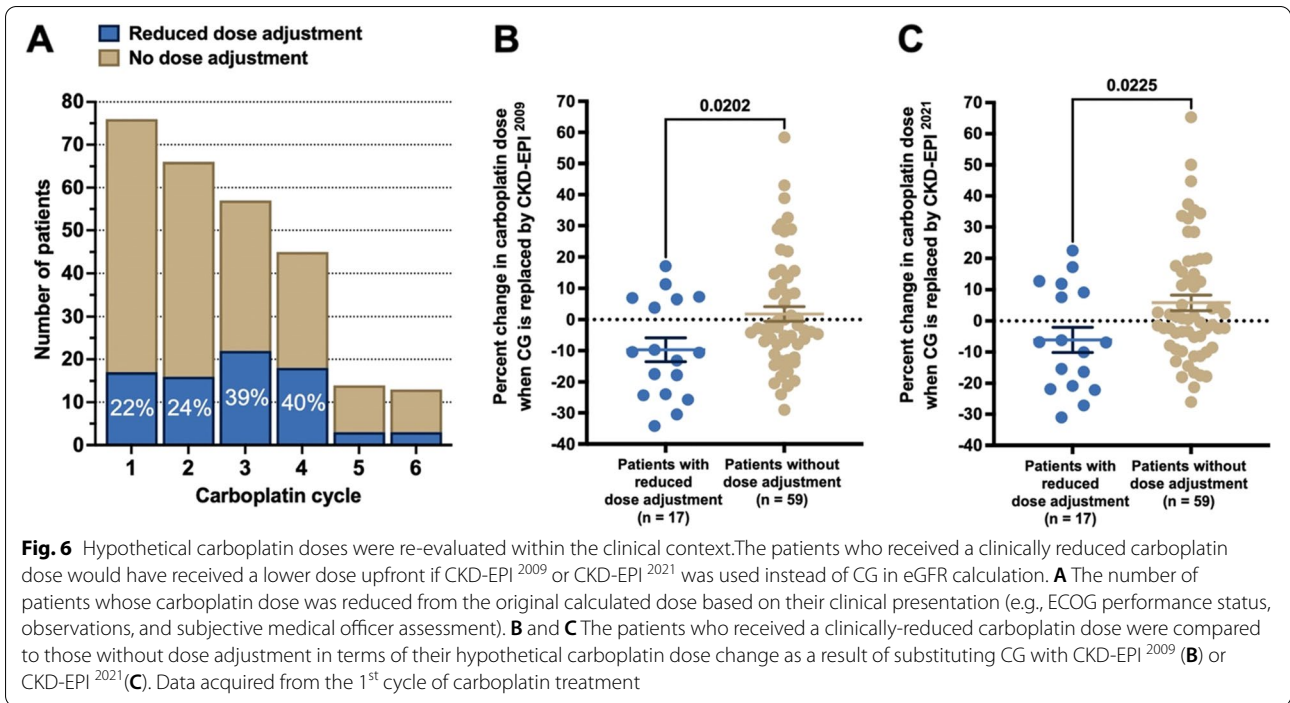 A
Reduced dose adjustment
No dose adjustment
Number of patients
80
70
60
50
40
30
20
10
0
22%
24%
39%
40%
1 2 3 4 5 6
Carboplatin cycle
B
Percent change in carboplatin dose
when CG is replaced by CKD-EPI 2009
0.0202
70
60
50
40
30
20
10
0
-10
-20
-30
-40
Patients with
reduced
dose adjustment
(n = 17)
Patients without
dose adjustment
(n = 59)
C
Percent change in carboplatin dose
when CG is replaced by CKD-EPI 2021
0.0225
70
60
50
40
30
20
10
0
-10
-20
-30
-40
Patients with
reduced
dose adjustment
(n = 17)
Patients without
dose adjustment
(n = 59)
Fig. 6 Hypothetical carboplatin doses were re-evaluated within the clinical context.The patients who received a clinically reduced carboplatin
dose would have received a lower dose upfront if CKD-EPI 2009 or CKD-EPI 2021 was used instead of CG in eGFR calculation. A The number of
patients whose carboplatin dose was reduced from the original calculated dose based on their clinical presentation (e.g., ECOG performance status,
observations, and subjective medical officer assessment). B and C The patients who received a clinically-reduced carboplatin dose were compared
to those without dose adjustment in terms of their hypothetical carboplatin dose change as a result of substituting CG with CKD-EPI 2009 (B) or
CKD-EPI 2021(C). Data acquired from the 1st cycle of carboplatin treatment